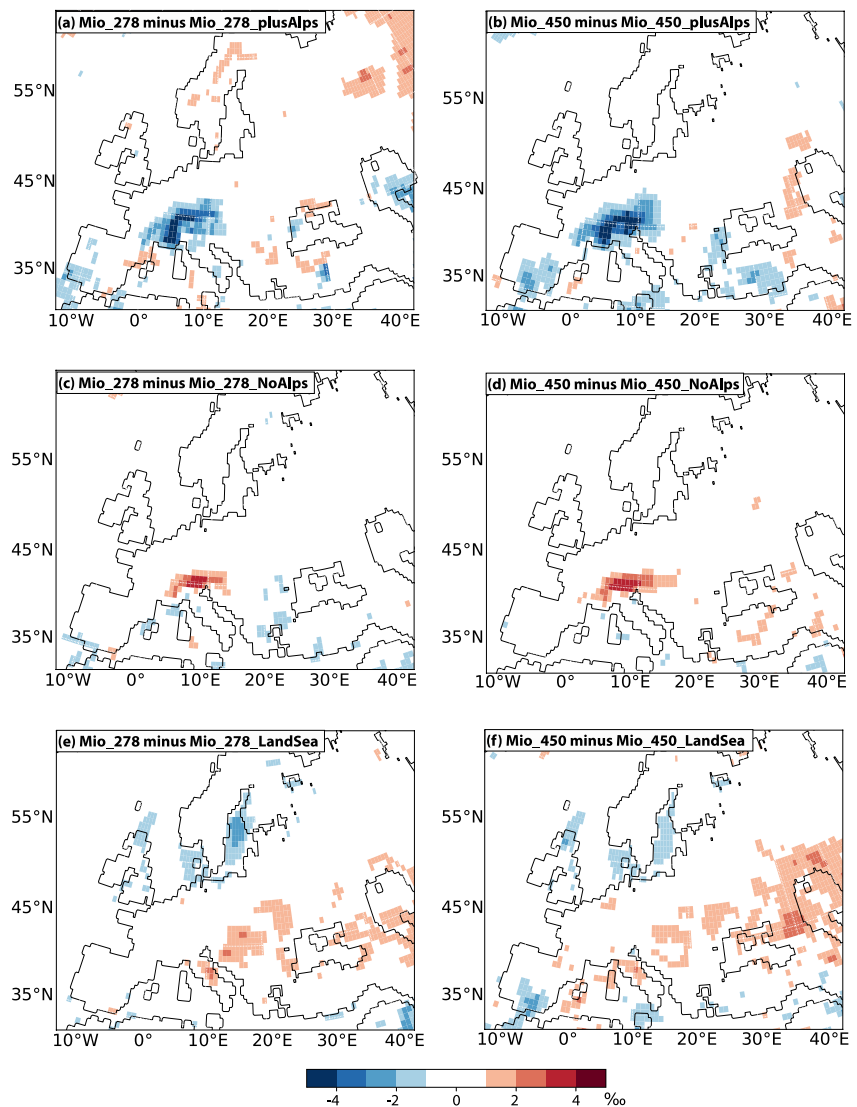 (a) Mio_278 minus Mio_278_plusAlps
(b) Mio_450 minus Mio_450_plusAlps
55°N
45°N
35°N
55°N
45°N
35°N
10°W 0° 10°E 20°E 30°E 40°E
10°W 0° 10°E 20°E 30°E 40°E
(c) Mio_278 minus Mio_278_NoAlps
(d) Mio_450 minus Mio_450_NoAlps
55°N
45°N
35°N
55°N
45°N
35°N
10°W 0° 10°E 20°E 30°E 40°E
10°W 0° 10°E 20°E 30°E 40°E
(e) Mio_278 minus Mio_278_LandSea
(f) Mio_450 minus Mio_450_LandSea
55°N
45°N
35°N
55°N
45°N
35°N
10°W 0° 10°E 20°E 30°E 40°E
10°W 0° 10°E 20°E 30°E 40°E
-4 -2 0 2 4 ‰